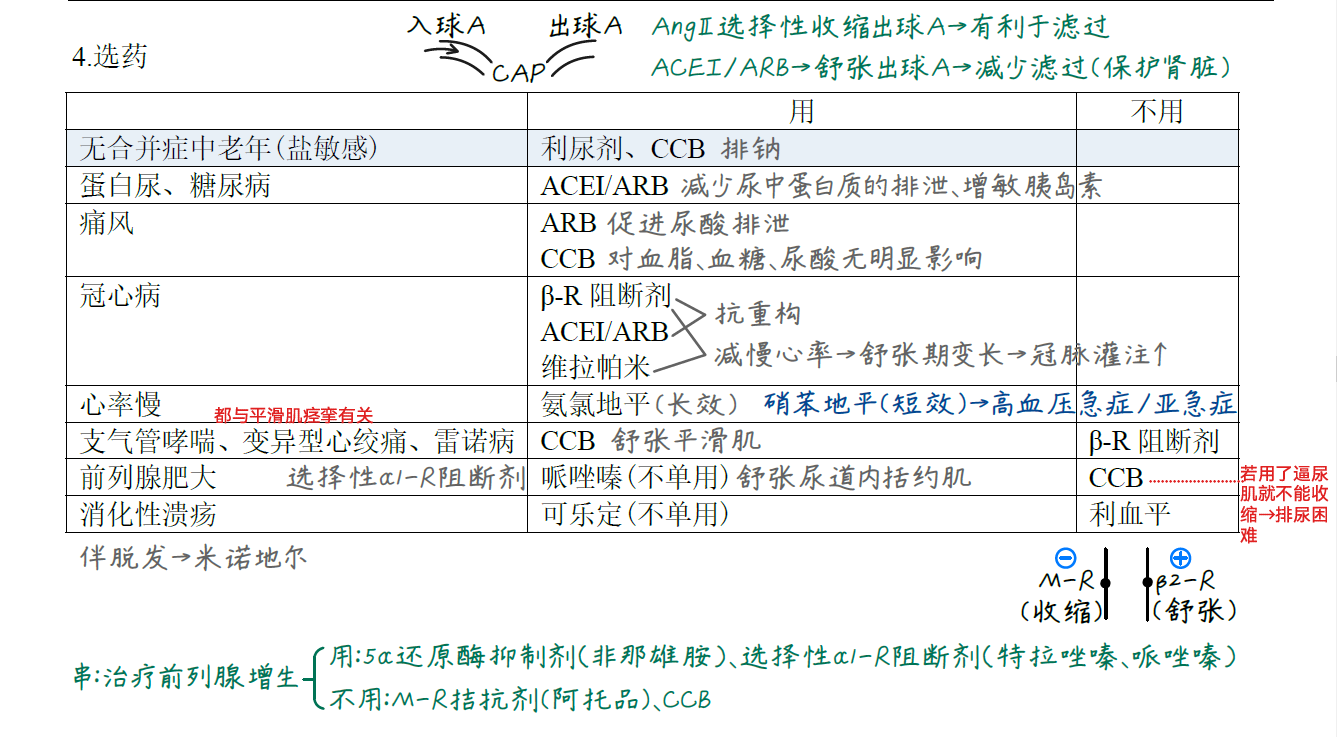 入球A 出球A AngⅡ选择性收缩出球A→有利于滤过
4.选药
CAP ACEI/ARB→舒张出球A→减少滤过(保护肾脏)
用 不用
无合并症中老年(盐敏感) 利尿剂、CCB 排钠
蛋白尿、糖尿病 ACEI/ARB 减少尿中蛋白质的排泄、增敏胰岛素
痛风 ARB 促进尿酸排泄
CCB 对血脂、血糖、尿酸无明显影响
冠心病 β-R 阻断剂
抗重构
ACEI/ARB
减慢心率→舒张期变长→冠脉灌注↑
维拉帕米
心率慢 氨氯地平(长效) 硝苯地平(短效)→高血压急症/亚急症
都与平滑肌痉挛有关
支气管哮喘、变异型心绞痛、雷诺病 CCB 舒张平滑肌 β-R 阻断剂
前列腺肥大 选择性α1-R阻断剂 哌唑嗪(不单用) 舒张尿道内括约肌 CCB
若用了逼尿
肌就不能收
缩→排尿困
难
消化性溃疡 可乐定(不单用) 利血平
伴脱发→米诺地尔
⊖ ⊕
M-R β2-R
(收缩) (舒张)
串:治疗前列腺增生
用:5α还原酶抑制剂(非那雄胺)、选择性α1-R阻断剂(特拉唑嗪、哌唑嗪)
不用:M-R拮抗剂(阿托品)、CCB